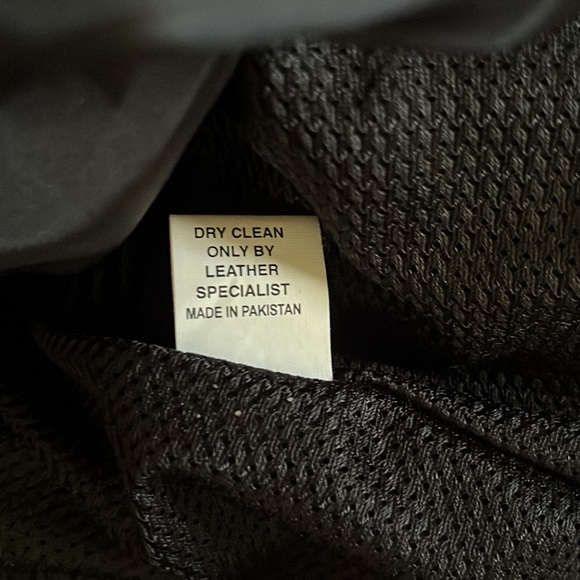 DRY CLEAN
ONLY BY
LEATHER
SPECIALIST
MADE IN PAKISTAN